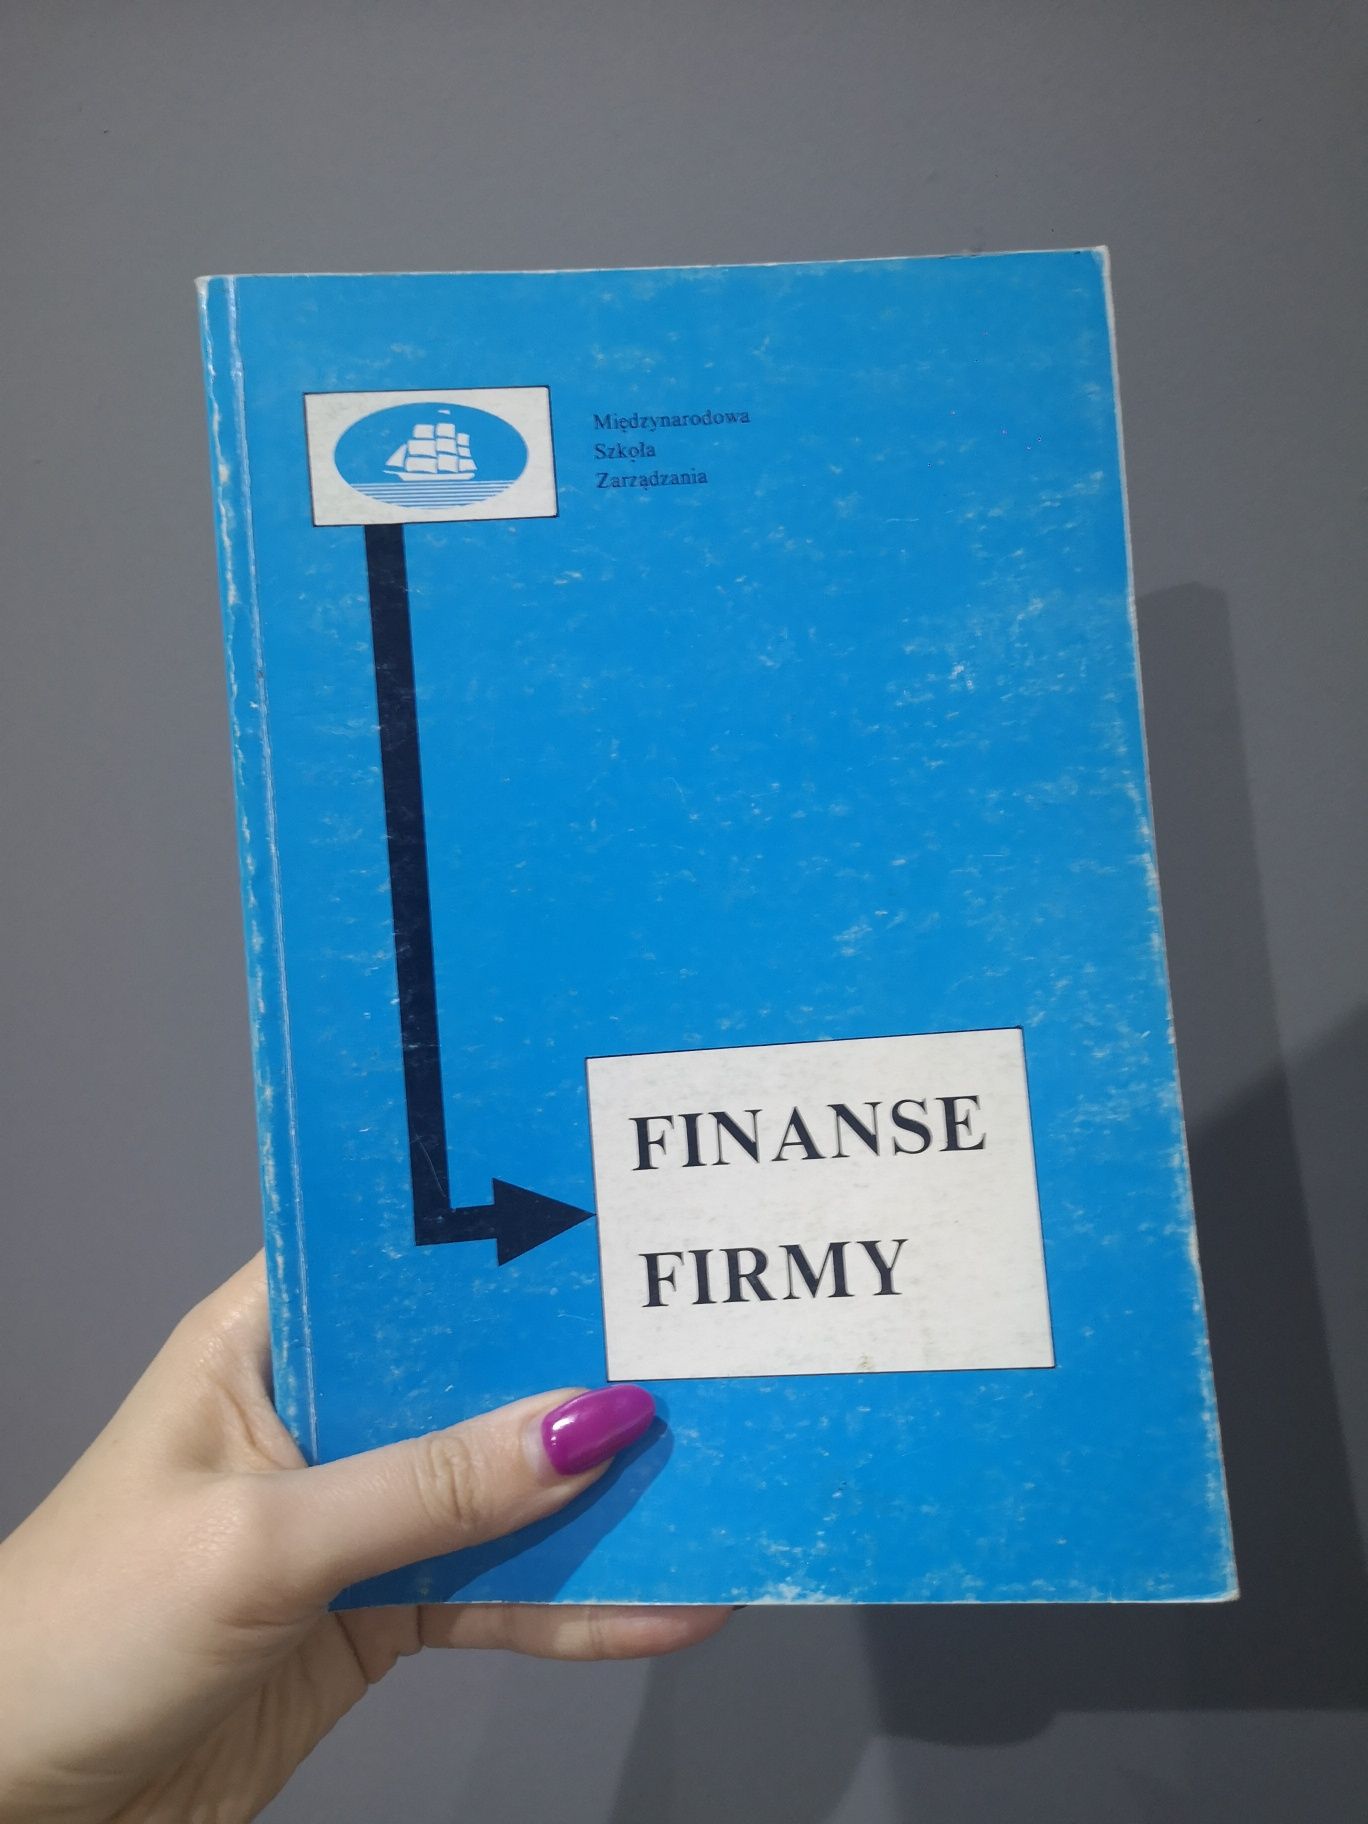 Międzynarodowa
Szkoła
Zarządzania
FINANSE
FIRMY